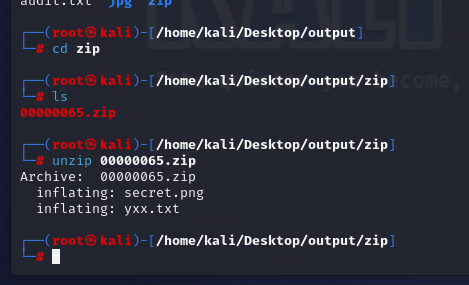 audit.txt jpg zip
┌──(root㉿kali)-[/home/kali/Desktop/output]
└─# cd zip
┌──(root㉿kali)-[/home/kali/Desktop/output/zip]
└─# ls
00000065.zip
┌──(root㉿kali)-[/home/kali/Desktop/output/zip]
└─# unzip 00000065.zip
Archive:  00000065.zip
  inflating: secret.png
  inflating: yxx.txt
┌──(root㉿kali)-[/home/kali/Desktop/output/zip]
└─#